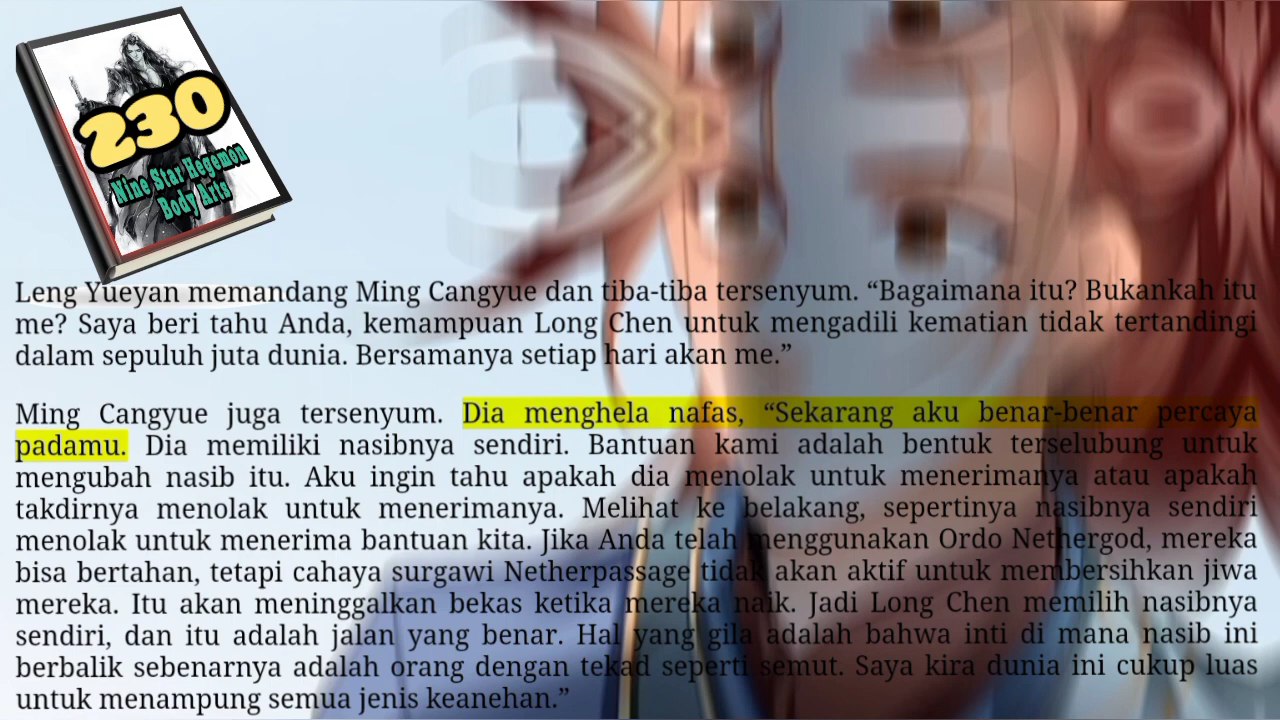 230
Nine Star Hegemon
Body Arts
Leng Yueyan memandang Ming Cangyue dan tiba-tiba tersenyum. “Bagaimana itu? Bukankah itu
me? Saya beri tahu Anda, kemampuan Long Chen untuk mengadili kematian tidak tertandingi
dalam sepuluh juta dunia. Bersamanya setiap hari akan me.”
Ming Cangyue juga tersenyum. Dia menghela nafas, “Sekarang aku benar-benar percaya
padamu. Dia memiliki nasibnya sendiri. Bantuan kami adalah bentuk terselubung untuk
mengubah nasib itu. Aku ingin tahu apakah dia menolak untuk menerimanya atau apakah
takdirnya menolak untuk menerimanya. Melihat ke belakang, sepertinya nasibnya sendiri
menolak untuk menerima bantuan kita. Jika Anda telah menggunakan Ordo Nethergod, mereka
bisa bertahan, tetapi cahaya surgawi Netherpassage tidak akan aktif untuk membersihkan jiwa
mereka. Itu akan meninggalkan bekas ketika mereka naik. Jadi Long Chen memilih nasibnya
sendiri, dan itu adalah jalan yang benar. Hal yang gila adalah bahwa inti di mana nasib ini
berbalik sebenarnya adalah orang dengan tekad seperti semut. Saya kira dunia ini cukup luas
untuk menampung semua jenis keanehan.”